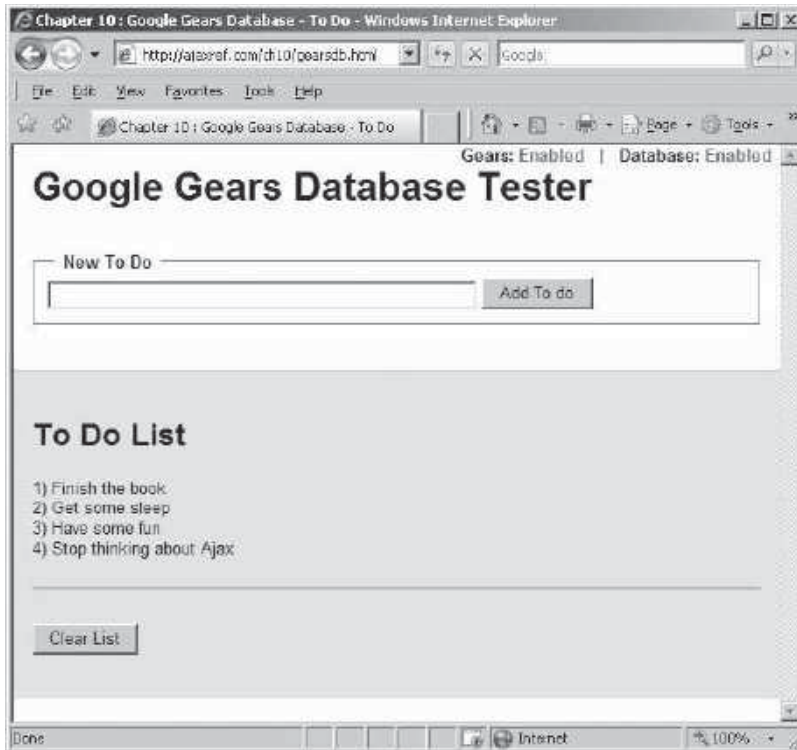 Chapter 10 : Google Gears Database - To Do - Windows Internet Explorer
http://ajaxref.com/ch10/gearsdb.html
Google
File Edit View Favorites Tools Help
Chapter 10 : Google Gears Database - To Do
Page Tools
Gears: Enabled | Database: Enabled
Google Gears Database Tester
New To Do
Add To do
To Do List
1) Finish the book
2) Get some sleep
3) Have some fun
4) Stop thinking about Ajax
Clear List
Done
Internet
100%